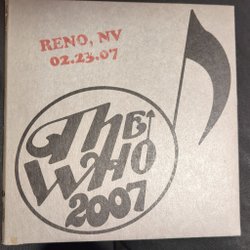 RENO, NV
02.23.07
THE
WHO
2007